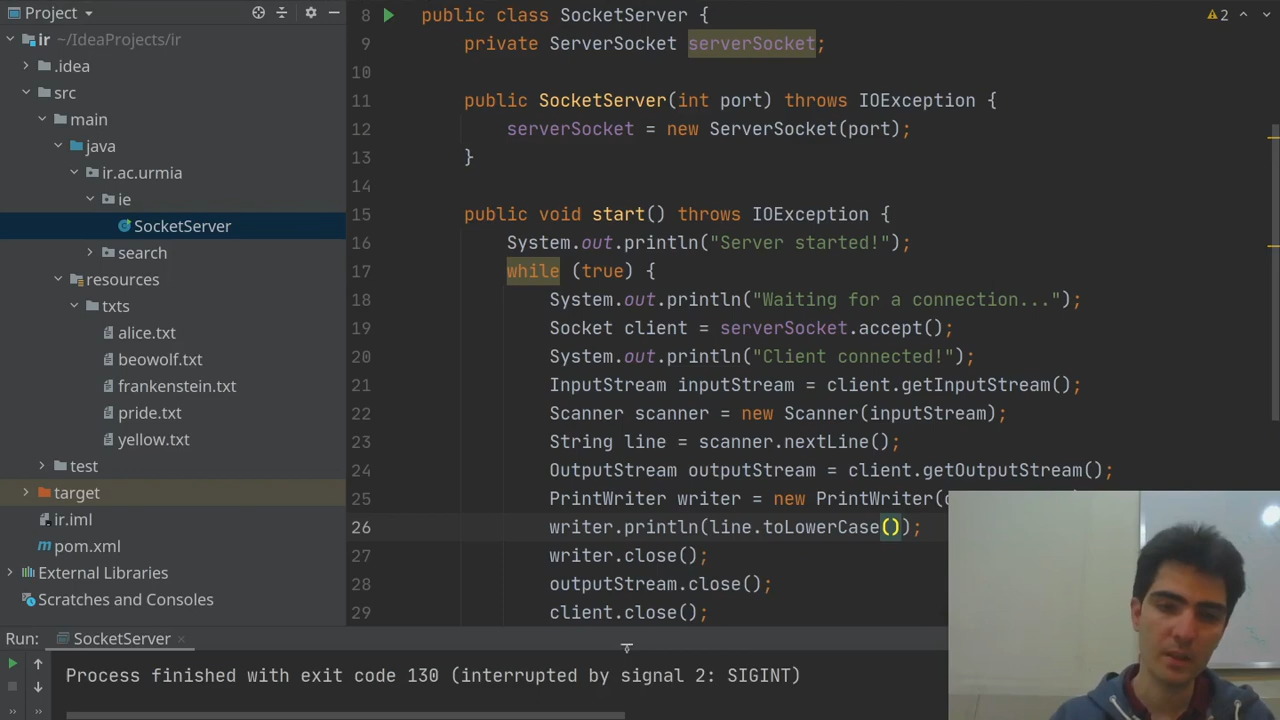 Project
ir ~/IdeaProjects/ir
.idea
src
main
java
ir.ac.urmia
ie
SocketServer
search
resources
txts
alice.txt
beowolf.txt
frankenstein.txt
pride.txt
yellow.txt
test
target
ir.iml
pom.xml
External Libraries
Scratches and Consoles
2
8 public class SocketServer {
9 private ServerSocket serverSocket;
10
11 public SocketServer(int port) throws IOException {
12 serverSocket = new ServerSocket(port);
13 }
14
15 public void start() throws IOException {
16 System.out.println("Server started!");
17 while (true) {
18 System.out.println("Waiting for a connection...");
19 Socket client = serverSocket.accept();
20 System.out.println("Client connected!");
21 InputStream inputStream = client.getInputStream();
22 Scanner scanner = new Scanner(inputStream);
23 String line = scanner.nextLine();
24 OutputStream outputStream = client.getOutputStream();
25 PrintWriter writer = new PrintWriter(
26 writer.println(line.toLowerCase());
27 writer.close();
28 outputStream.close();
29 client.close();
Run: SocketServer
Process finished with exit code 130 (interrupted by signal 2: SIGINT)